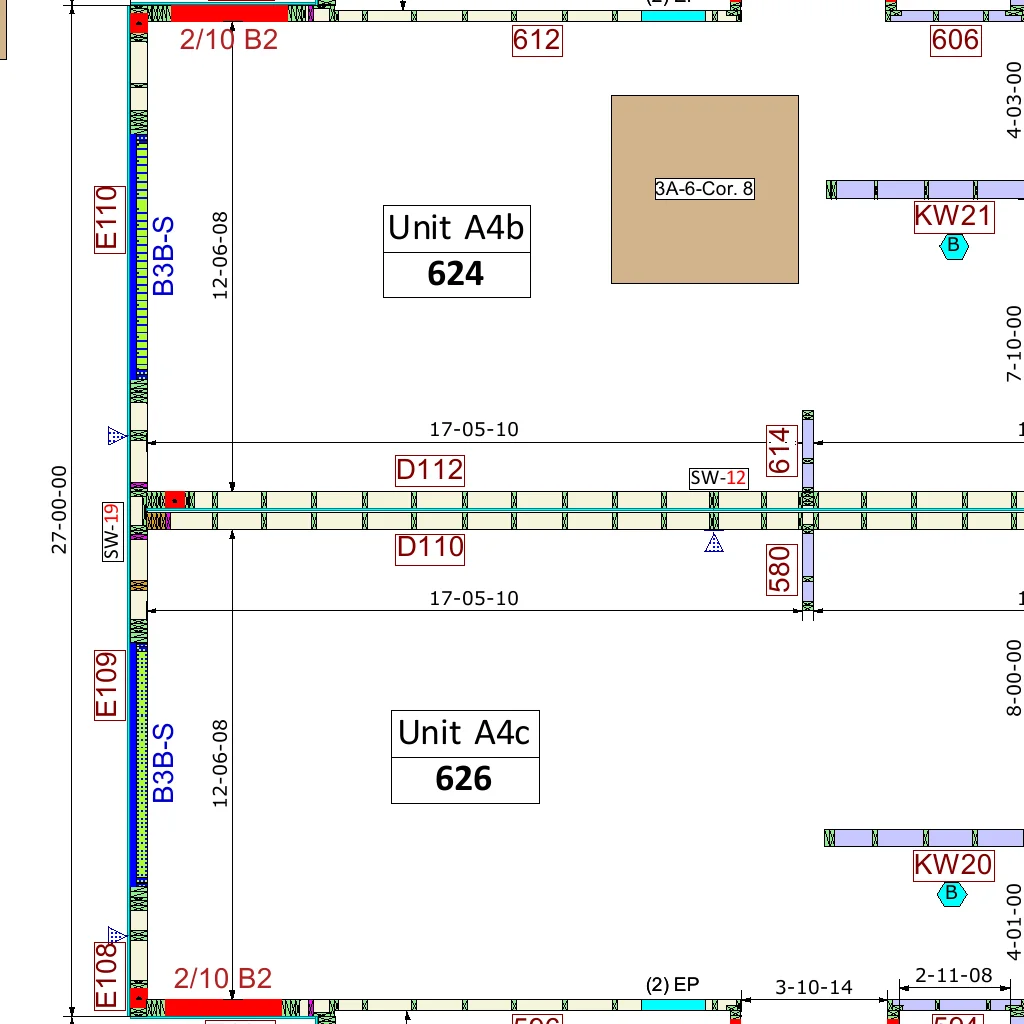 2/10 B2
612
606
4-03-00
3A-6-Cor. 8
E110
B3B-S
12-06-08
Unit A4b
624
KW21
B
7-10-00
17-05-10
614
D112
SW-12
27-00-00
SW-19
D110
580
17-05-10
E109
B3B-S
12-06-08
Unit A4c
626
8-00-00
KW20
B
4-01-00
E108
2/10 B2
(2) EP
3-10-14
2-11-08